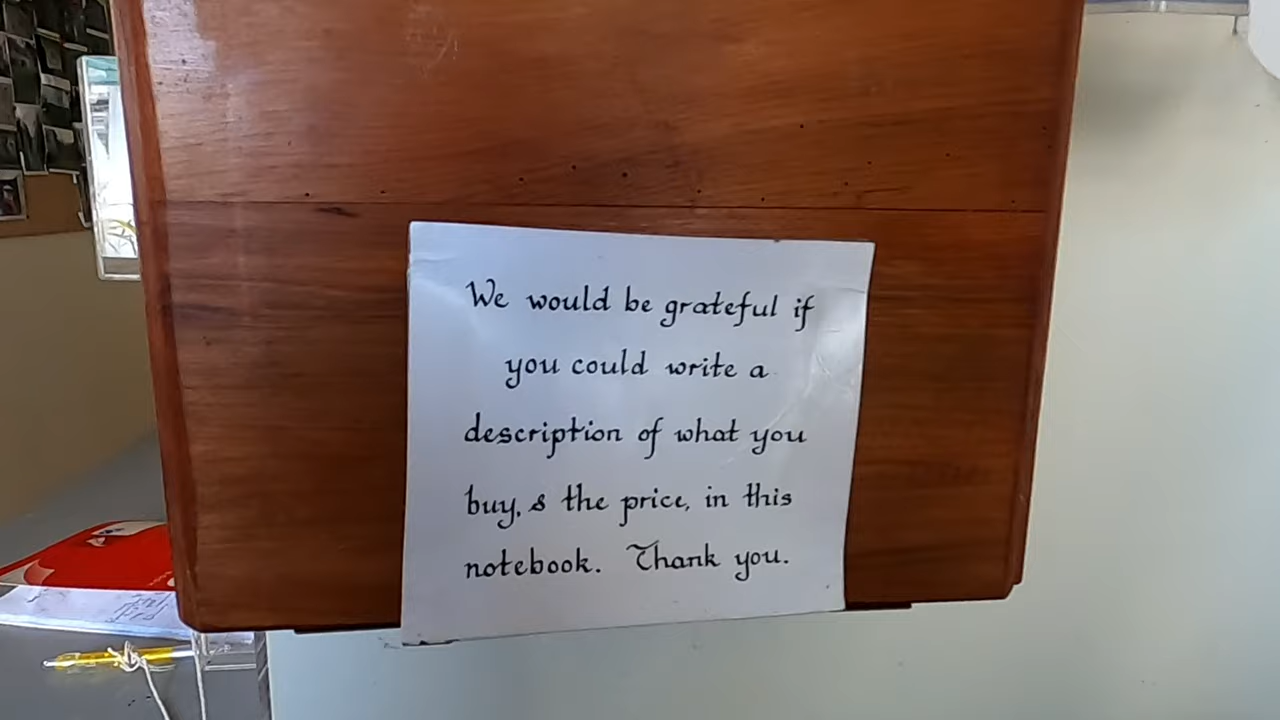 We would be grateful if
you could write a
description of what you
buy, & the price, in this
notebook. Thank you.